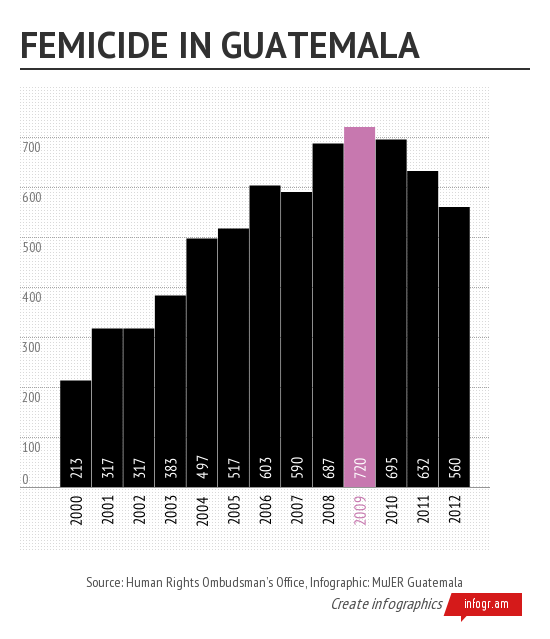 FEMICIDE IN GUATEMALA
700
600
500
400
300
200
100
0
213 317 317 383 497 517 603 590 687 720 695 632 560
2000 2001 2002 2003 2004 2005 2006 2007 2008 2009 2010 2011 2012
Source: Human Rights Ombudsman's Office, Infographic: MuJER Guatemala
Create infographics infogr.am